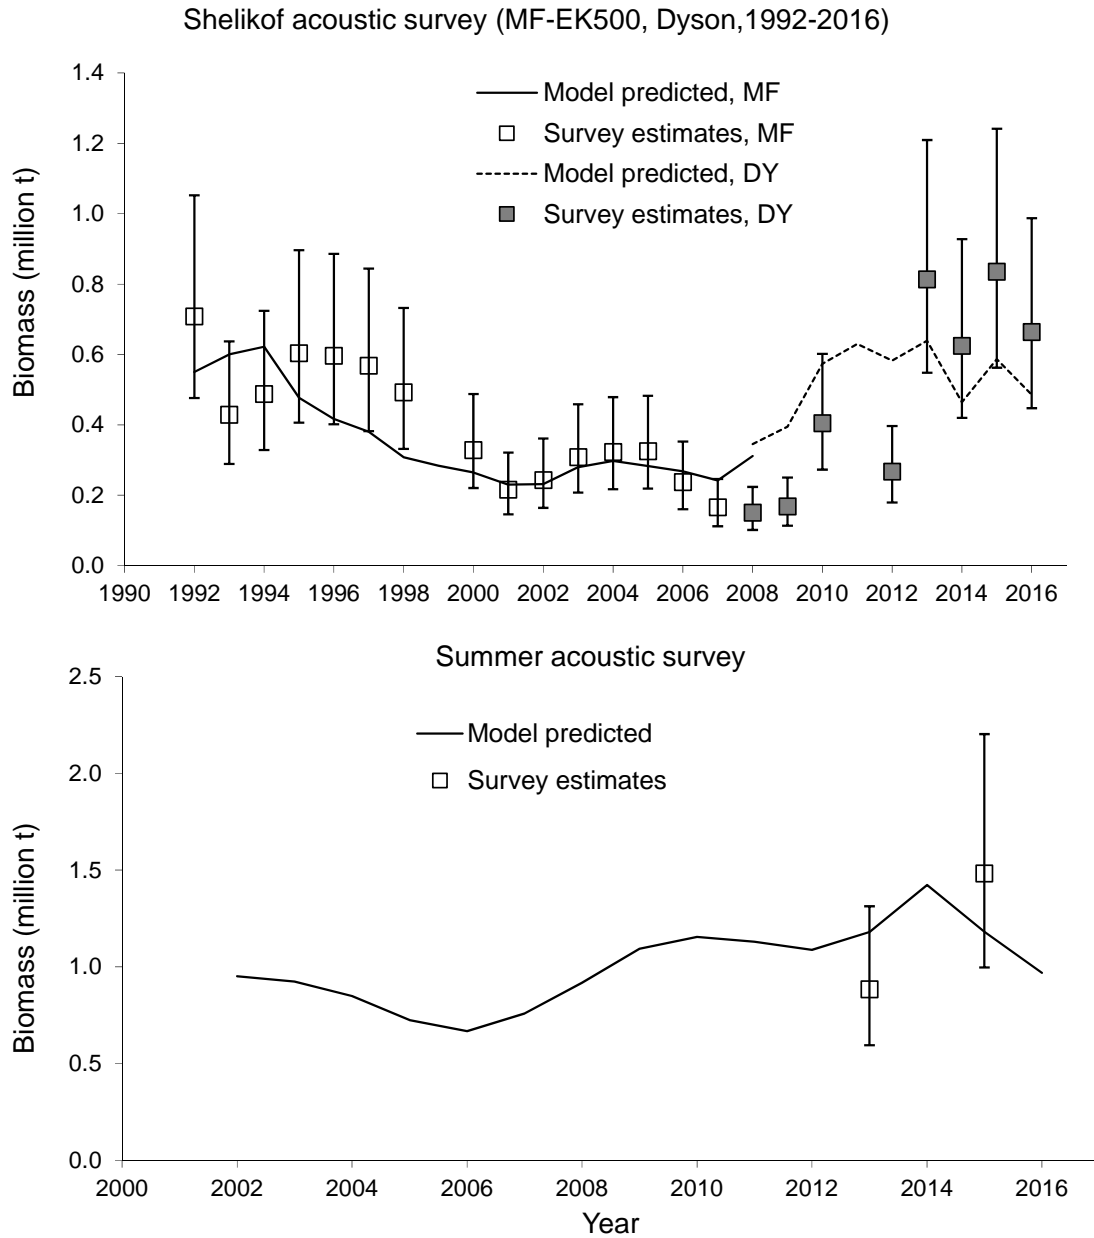 Shelikof acoustic survey (MF-EK500, Dyson,1992-2016)
1.4
1.2
1.0
0.8
0.6
0.4
0.2
0.0
Biomass (million t)
Model predicted, MF
Survey estimates, MF
Model predicted, DY
Survey estimates, DY
1990 1992 1994 1996 1998 2000 2002 2004 2006 2008 2010 2012 2014 2016
Summer acoustic survey
2.5
2.0
1.5
1.0
0.5
0.0
Biomass (million t)
Model predicted
Survey estimates
2000 2002 2004 2006 2008 2010 2012 2014 2016
Year